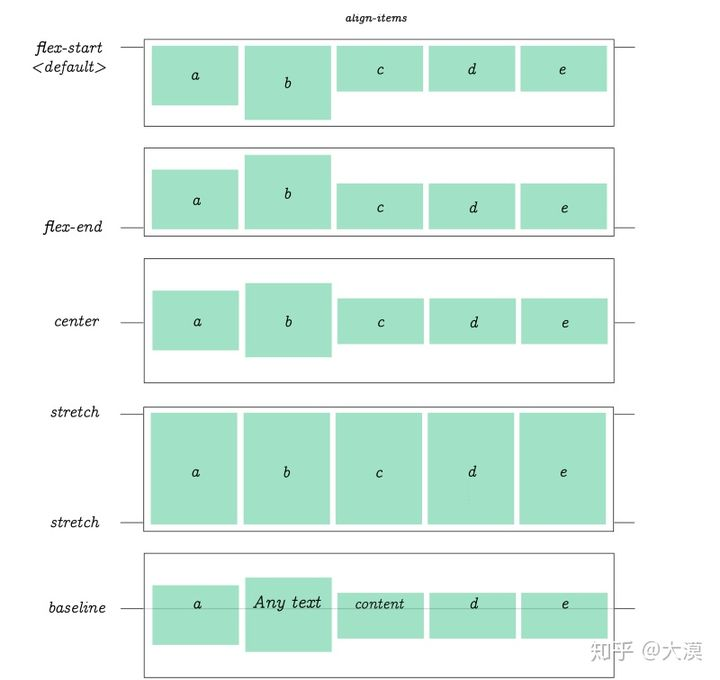 align-items
flex-start
<default>
a b c d e
a b c d e
flex-end
center a b c d e
stretch
a b c d e
stretch
baseline a Any text content d e
知乎 @大漠